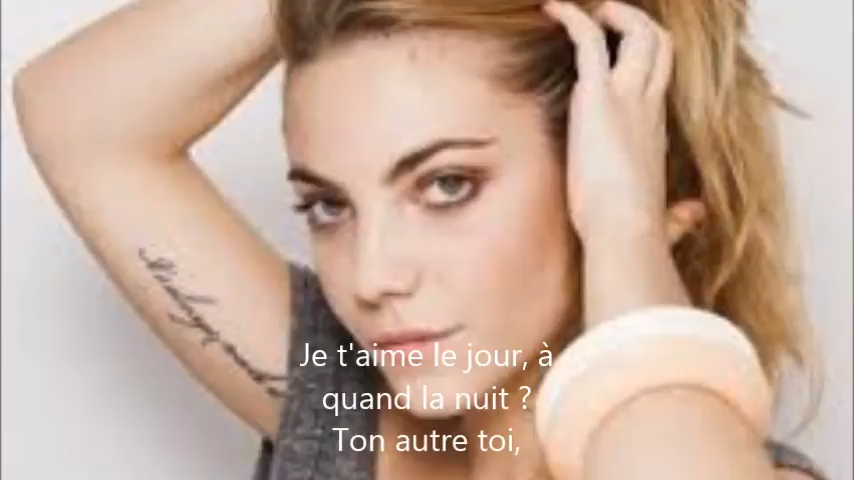 Je t'aime le jour, à
quand la nuit ?
Ton autre toi,